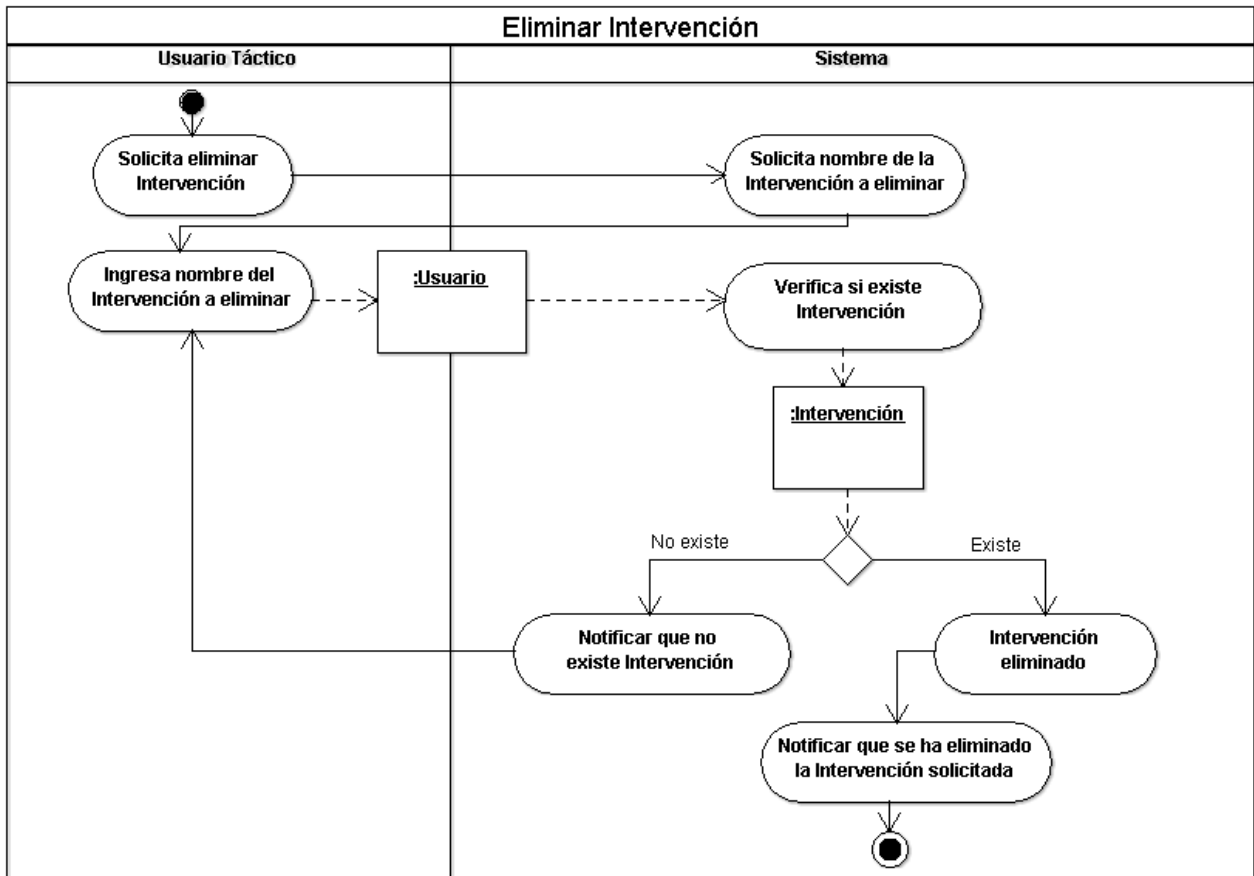 Eliminar Intervención
Usuario Táctico
Sistema
Solicita eliminar
Intervención
Solicita nombre de la
Intervención a eliminar
Ingresa nombre del
Intervención a eliminar
:Usuario
Verifica si existe
Intervención
:Intervención
No existe
Existe
Notificar que no
existe Intervención
Intervención
eliminado
Notificar que se ha eliminado
la Intervención solicitada